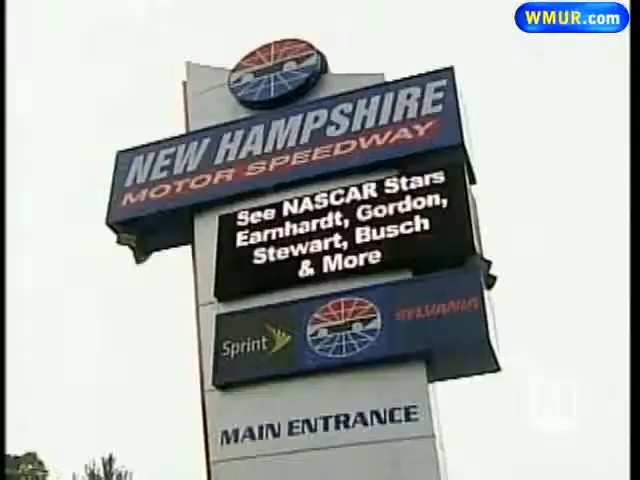 WMUR.com
NEW HAMPSHIRE
MOTOR SPEEDWAY
See NASCAR Stars
Earnhardt, Gordon,
Stewart, Busch
& More
Sprint
SYLVANIA
MAIN ENTRANCE